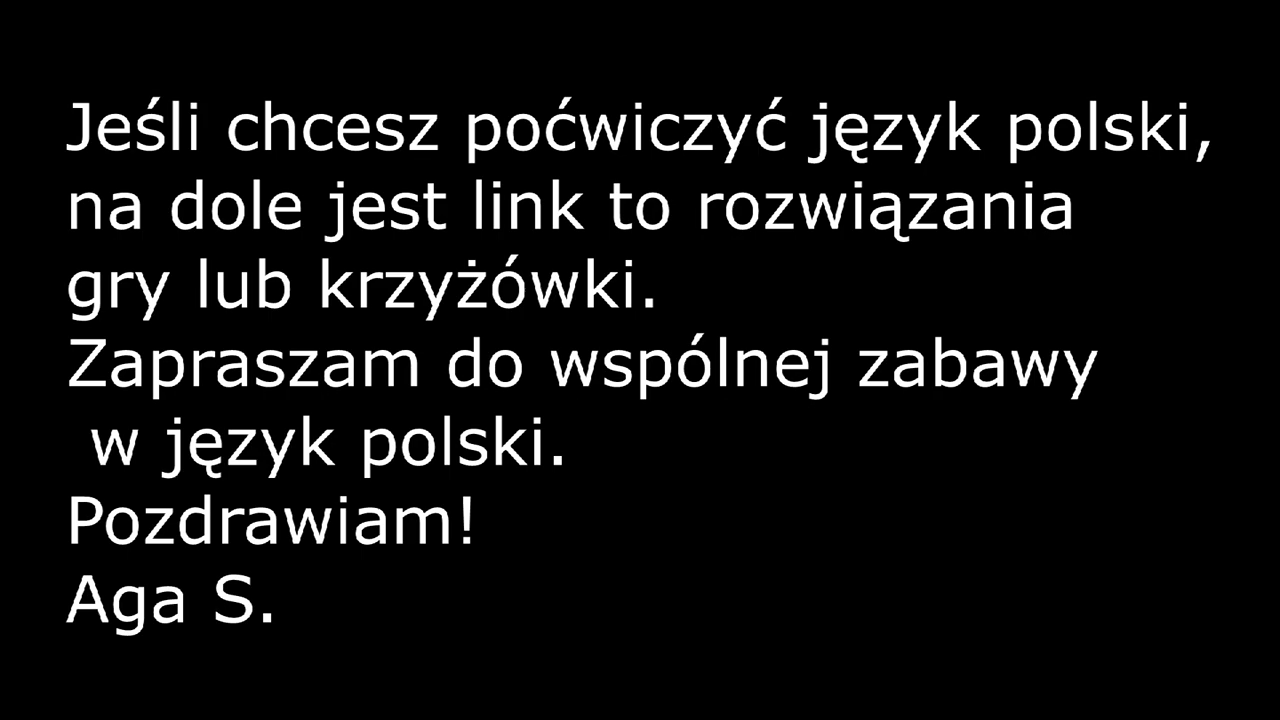 Jeśli chcesz poćwiczyć język polski,
na dole jest link to rozwiązania
gry lub krzyżówki.
Zapraszam do wspólnej zabawy
w język polski.
Pozdrawiam!
Aga S.